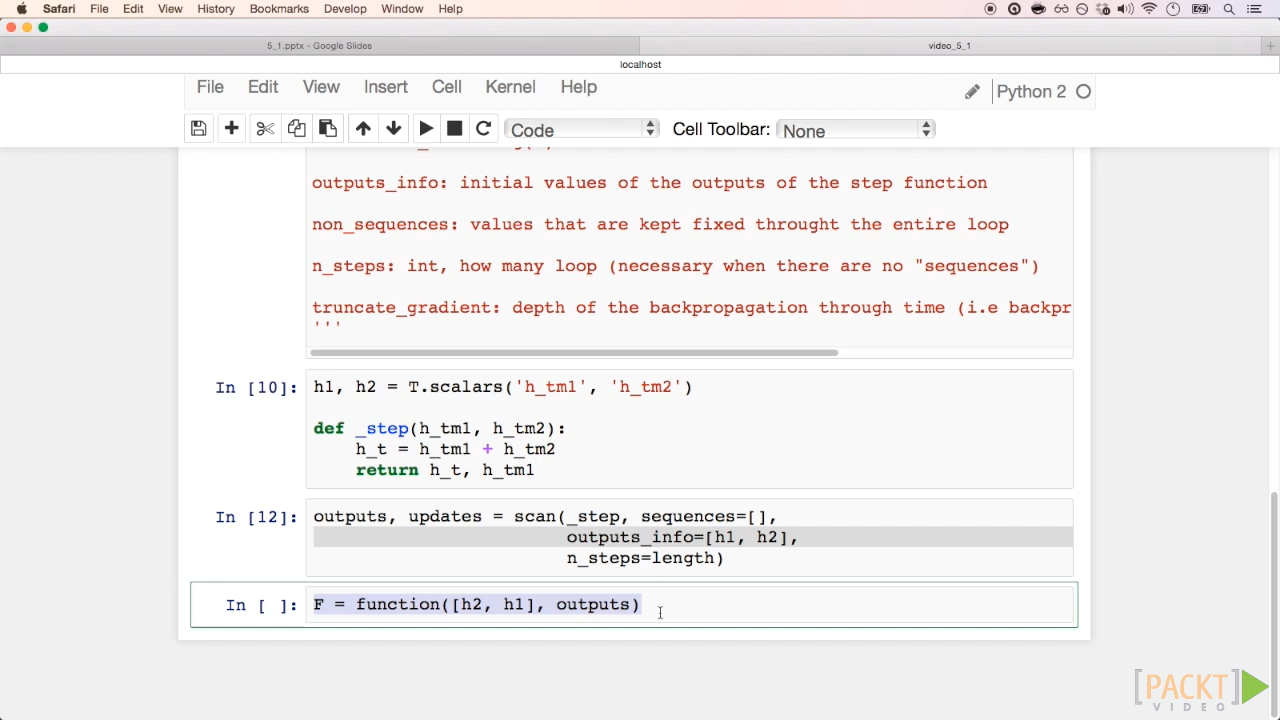 Safari File Edit View History Bookmarks Develop Window Help
5_1.pptx - Google Slides video_5_1
localhost
File Edit View Insert Cell Kernel Help Python 2
Code Cell Toolbar: None
outputs_info: initial values of the outputs of the step function
non_sequences: values that are kept fixed throught the entire loop
n_steps: int, how many loop (necessary when there are no "sequences")
truncate_gradient: depth of the backpropagation through time (i.e backpr
'''
In [10]: h1, h2 = T.scalars('h_tm1', 'h_tm2')
def _step(h_tm1, h_tm2):
h_t = h_tm1 + h_tm2
return h_t, h_tm1
In [12]: outputs, updates = scan(_step, sequences=[],
outputs_info=[h1, h2],
n_steps=length)
In [ ]: F = function([h2, h1], outputs)
[PACKT]
VIDEO